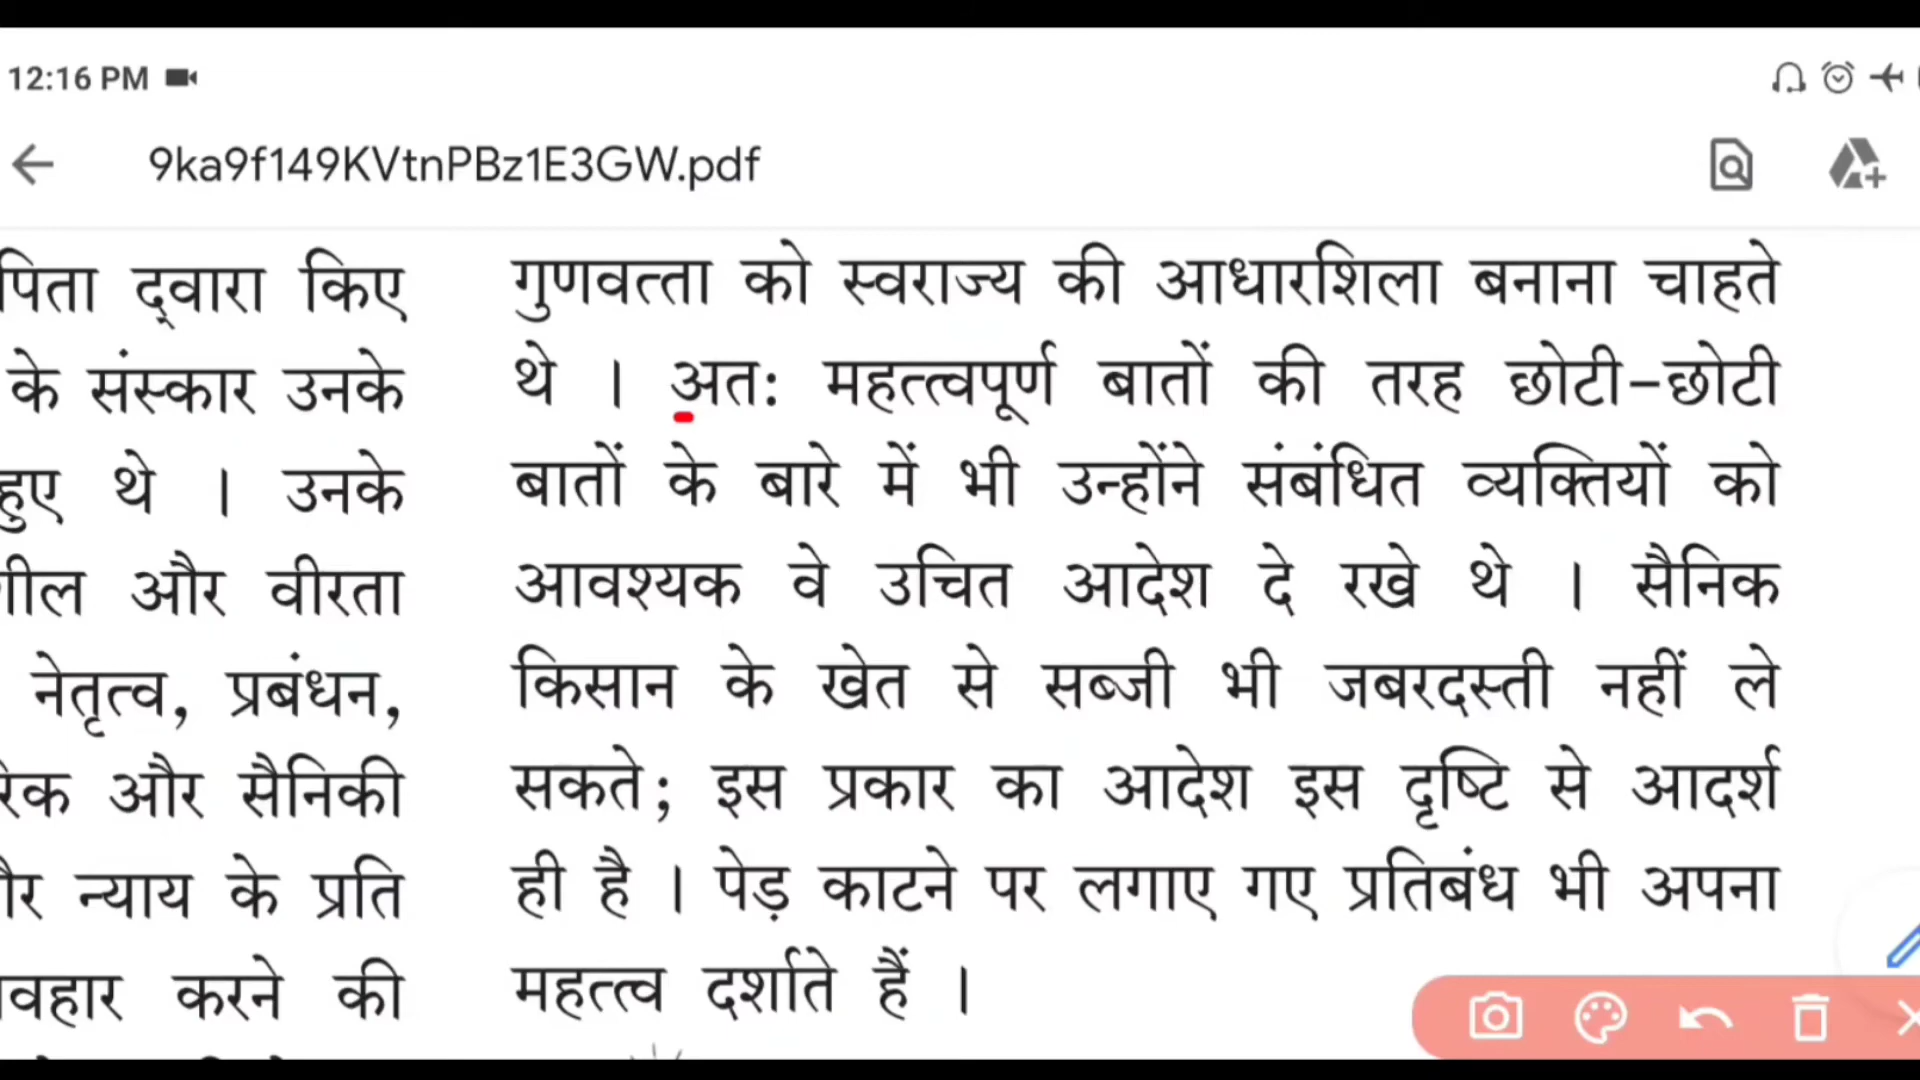 12:16 PM
9ka9f149KVtnPBz1E3GW.pdf
द्वारा किए
के संस्कार उनके
हुए थे । उनके
और वीरता
नेतृत्व, प्रबंधन,
और सैनिकी
न्याय के प्रति
करने की
गुणवत्ता को स्वराज्य की आधारशिला बनाना चाहते
थे । अतः महत्त्वपूर्ण बातों की तरह छोटी-छोटी
बातों के बारे में भी उन्होंने संबंधित व्यक्तियों को
आवश्यक वे उचित आदेश दे रखे थे । सैनिक
किसान के खेत से सब्जी भी जबरदस्ती नहीं ले
सकते; इस प्रकार का आदेश इस दृष्टि से आदर्श
ही है । पेड़ काटने पर लगाए गए प्रतिबंध भी अपना
महत्त्व दर्शाते हैं ।